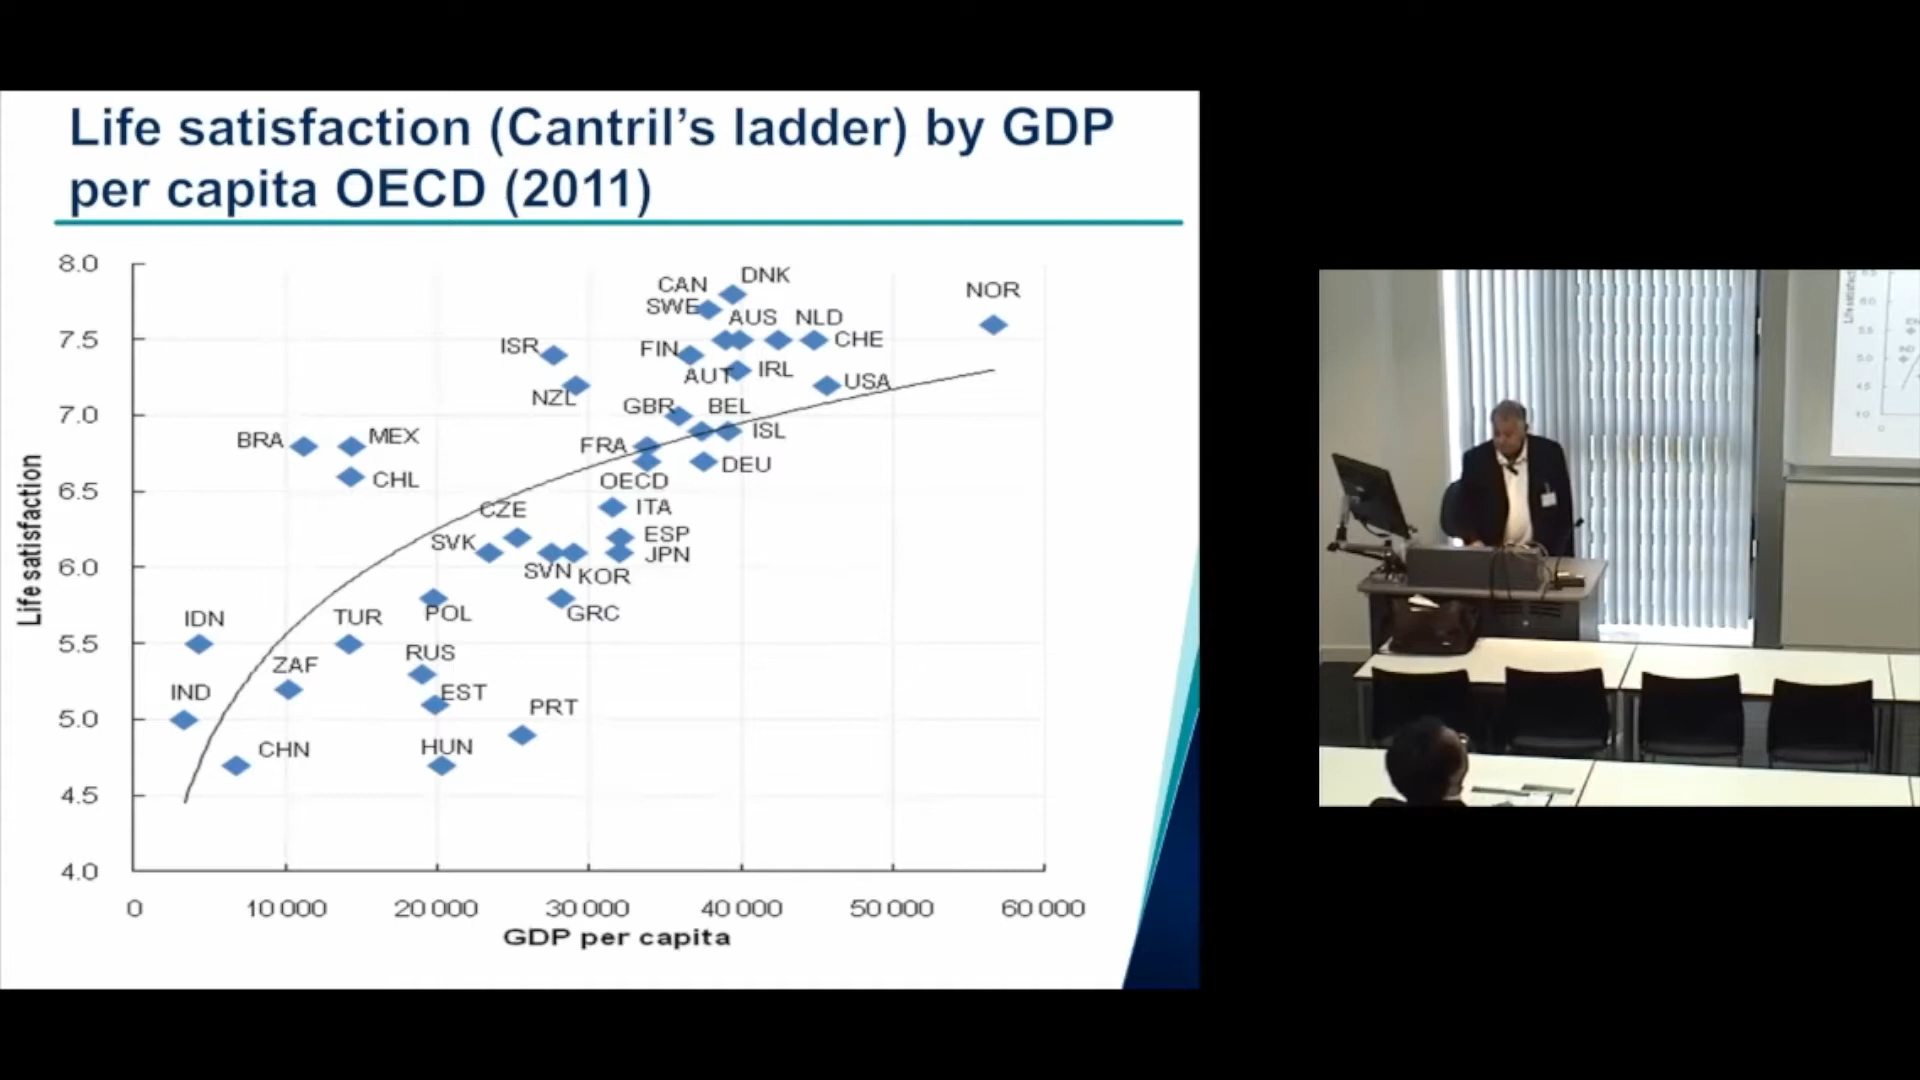 Life satisfaction (Cantril's ladder) by GDP
per capita OECD (2011)
8.0
7.5
7.0
6.5
6.0
5.5
5.0
4.5
4.0
Life satisfaction
DNK
CAN
NOR
SWE
AUS
NLD
CHE
ISR
FIN
AUT
IRL
USA
NZL
GBR
BEL
ISL
BRA
MEX
FRA
DEU
CHL
OECD
CZE
ITA
SVK
ESP
JPN
SVN
KOR
IDN
TUR
POL
GRC
RUS
ZAF
IND
EST
PRT
CHN
HUN
0
10 000
20 000
30 000
40 000
50 000
60 000
GDP per capita